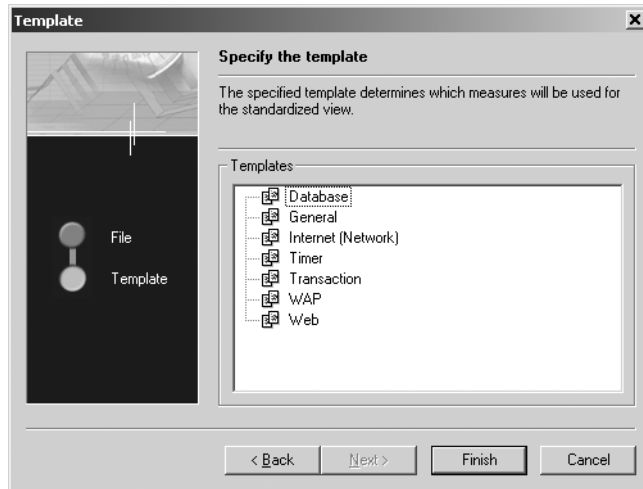 Template
Specify the template
The specified template determines which measures will be used for
the standardized view.
Templates
Database
General
Internet (Network)
Timer
Transaction
WAP
Web
File
Template
< Back
Next >
Finish
Cancel